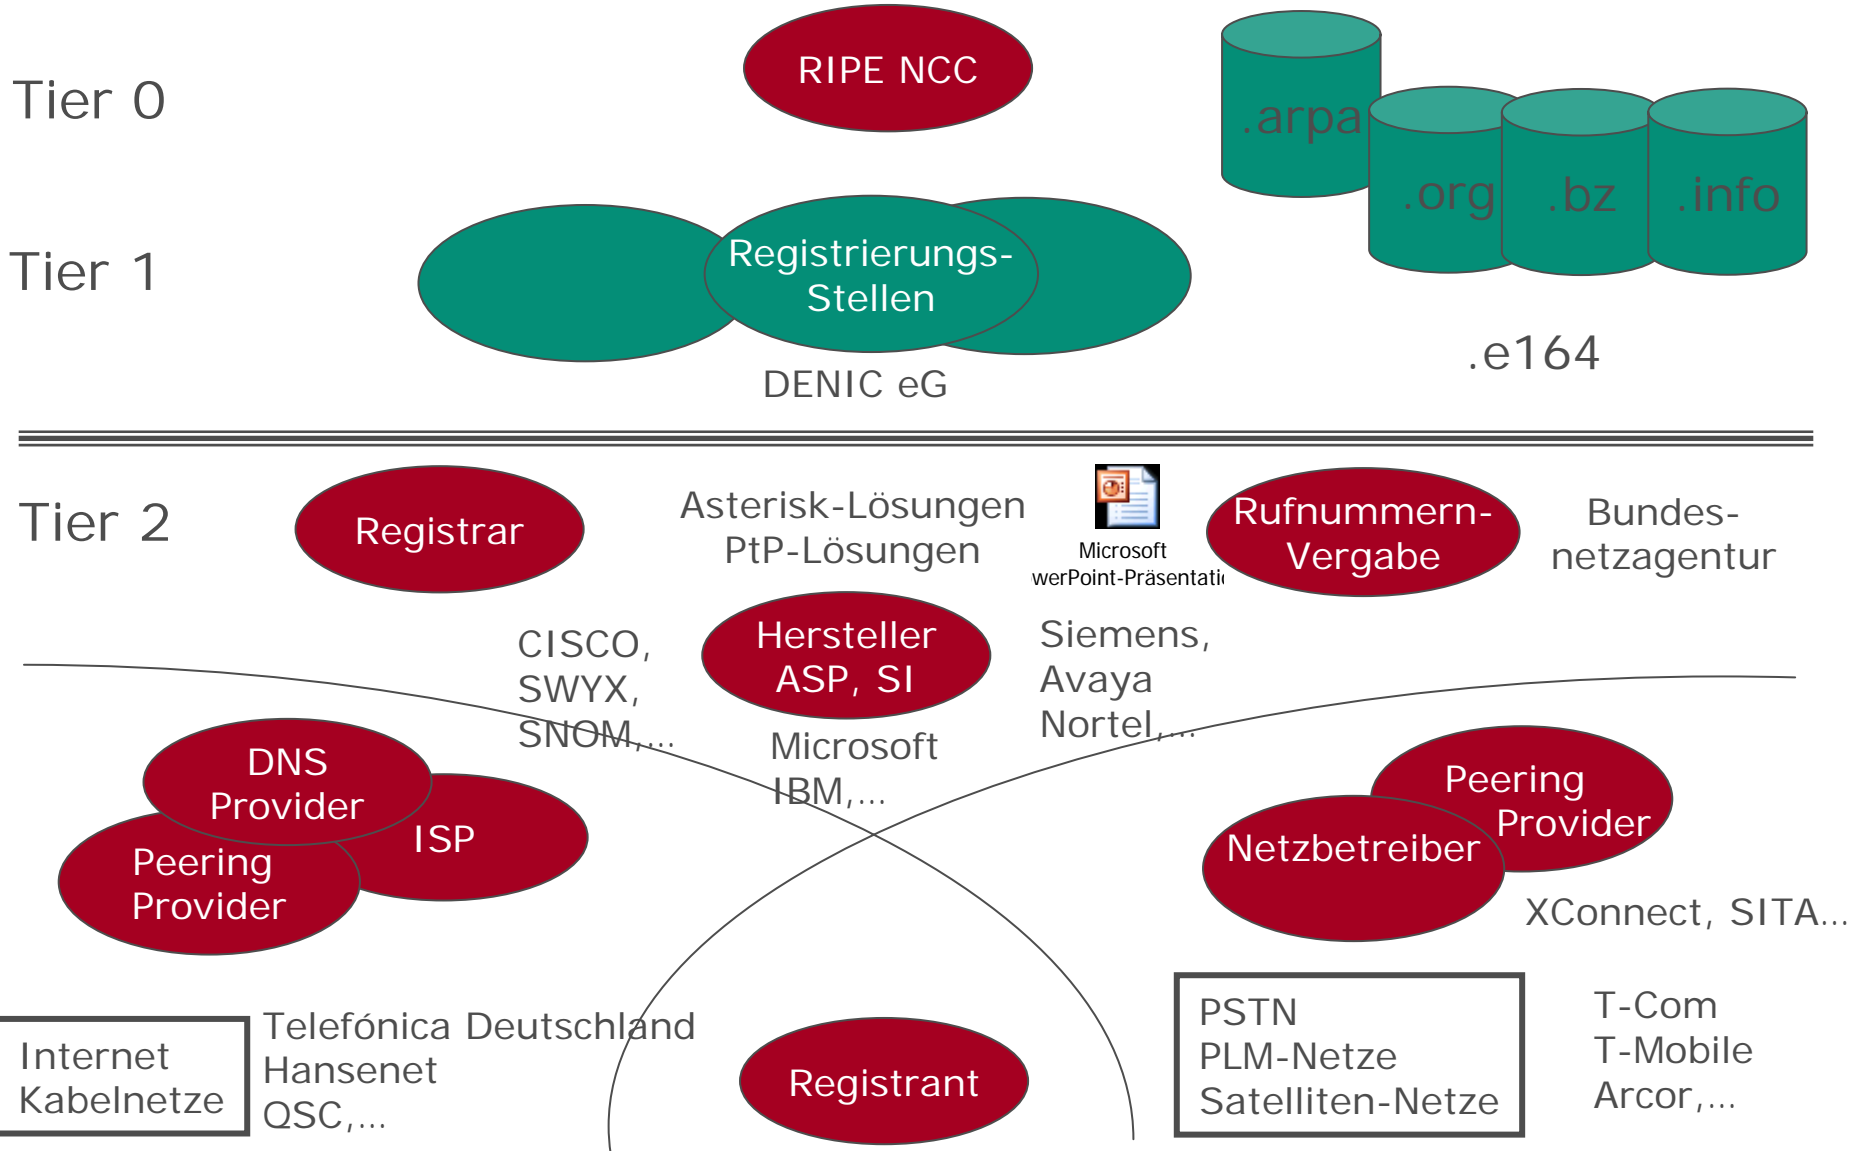 Tier 0
RIPE NCC
.arpa
.org
.bz
.info
Tier 1
Registrierungs-
Stellen
DENIC eG
.e164
Tier 2
Registrar
Asterisk-Lösungen
PtP-Lösungen
Microsoft
werPoint-Präsentati
Rufnummern-
Vergabe
Bundes-
netzagentur
CISCO,
SWYX,
SNOM,...
Hersteller
ASP, SI
Microsoft
IBM,...
Siemens,
Avaya
Nortel,...
DNS
Provider
ISP
Peering
Provider
Peering
Provider
Netzbetreiber
XConnect, SITA...
Internet
Kabelnetze
Telefónica Deutschland
Hansenet
QSC,...
Registrant
PSTN
PLM-Netze
Satelliten-Netze
T-Com
T-Mobile
Arcor,...